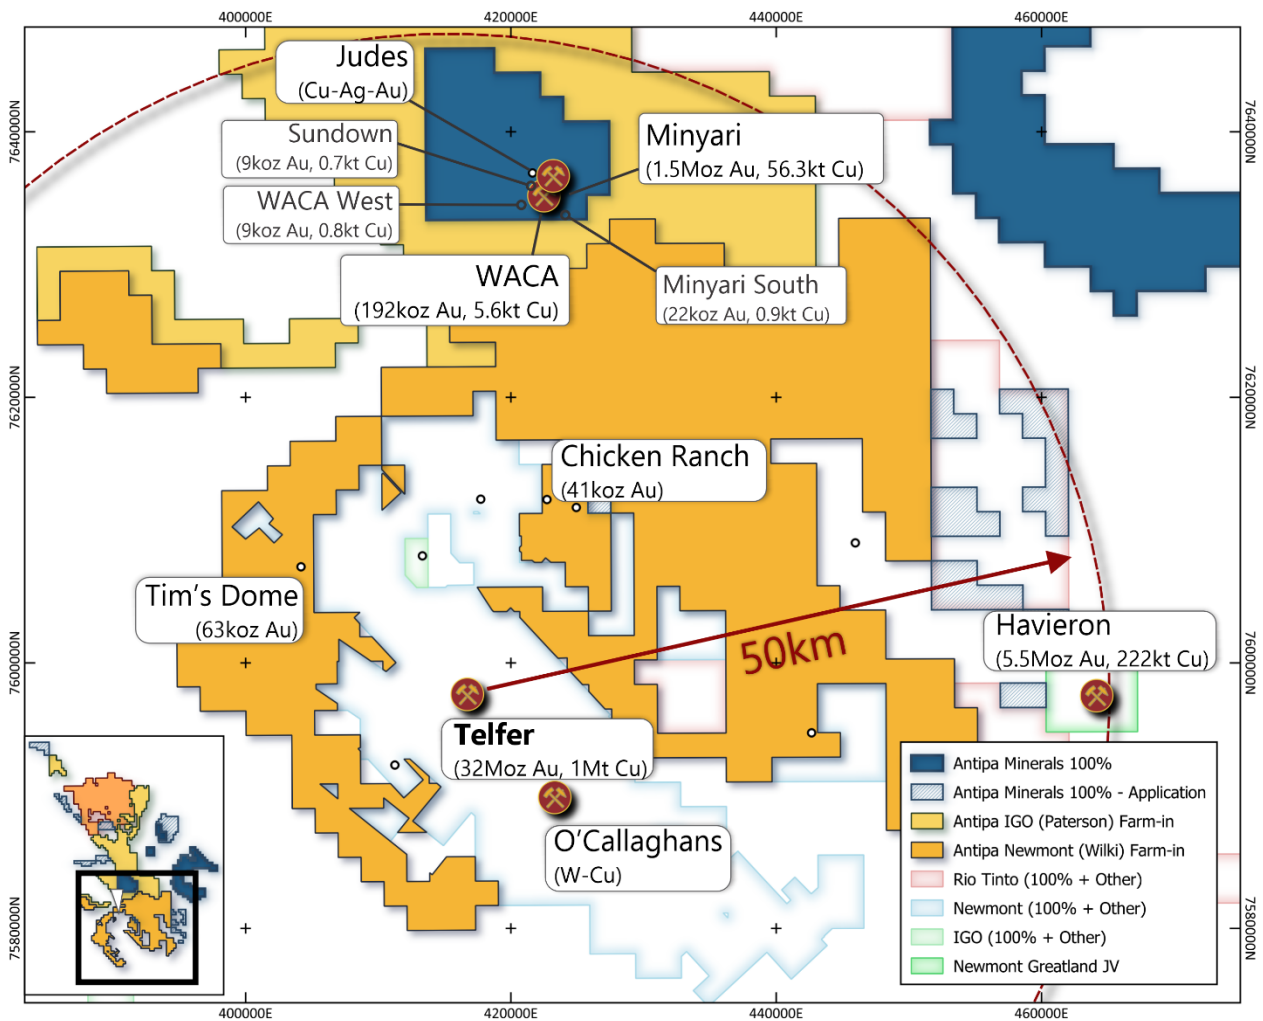 400000E
420000E
440000E
460000E
7640000N
7640000N
Judes
(Cu-Ag-Au)
Sundown
(9koz Au, 0.7kt Cu)
Minyari
(1.5Moz Au, 56.3kt Cu)
WACA West
(9koz Au, 0.8kt Cu)
WACA
(192koz Au, 5.6kt Cu)
Minyari South
(22koz Au, 0.9kt Cu)
7620000N
7620000N
Chicken Ranch
(41koz Au)
Tim's Dome
(63koz Au)
50km
Havieron
(5.5Moz Au, 222kt Cu)
7600000N
7600000N
Telfer
(32Moz Au, 1Mt Cu)
O'Callaghans
(W-Cu)
Antipa Minerals 100%
Antipa Minerals 100% - Application
Antipa IGO (Paterson) Farm-in
Antipa Newmont (Wilki) Farm-in
Rio Tinto (100% + Other)
Newmont (100% + Other)
IGO (100% + Other)
Newmont Greatland JV
7580000N
7580000N
400000E
420000E
440000E
460000E